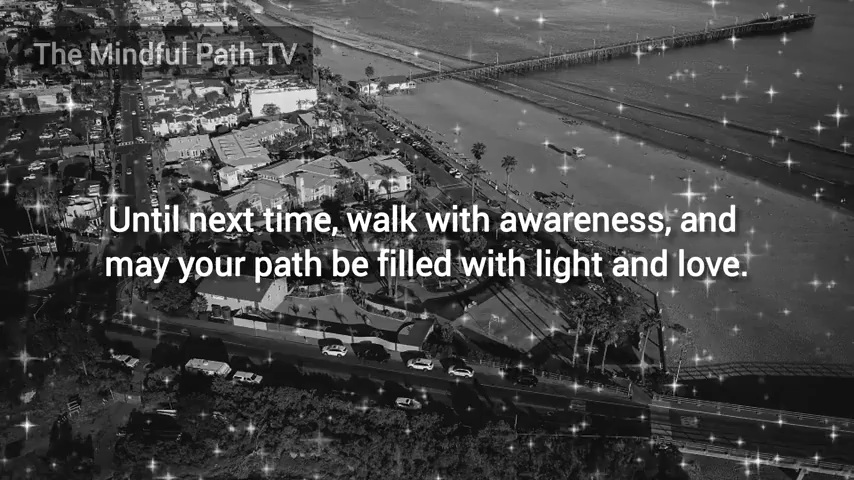 The Mindful Path TV
Until next time, walk with awareness, and
may your path be filled with light and love.